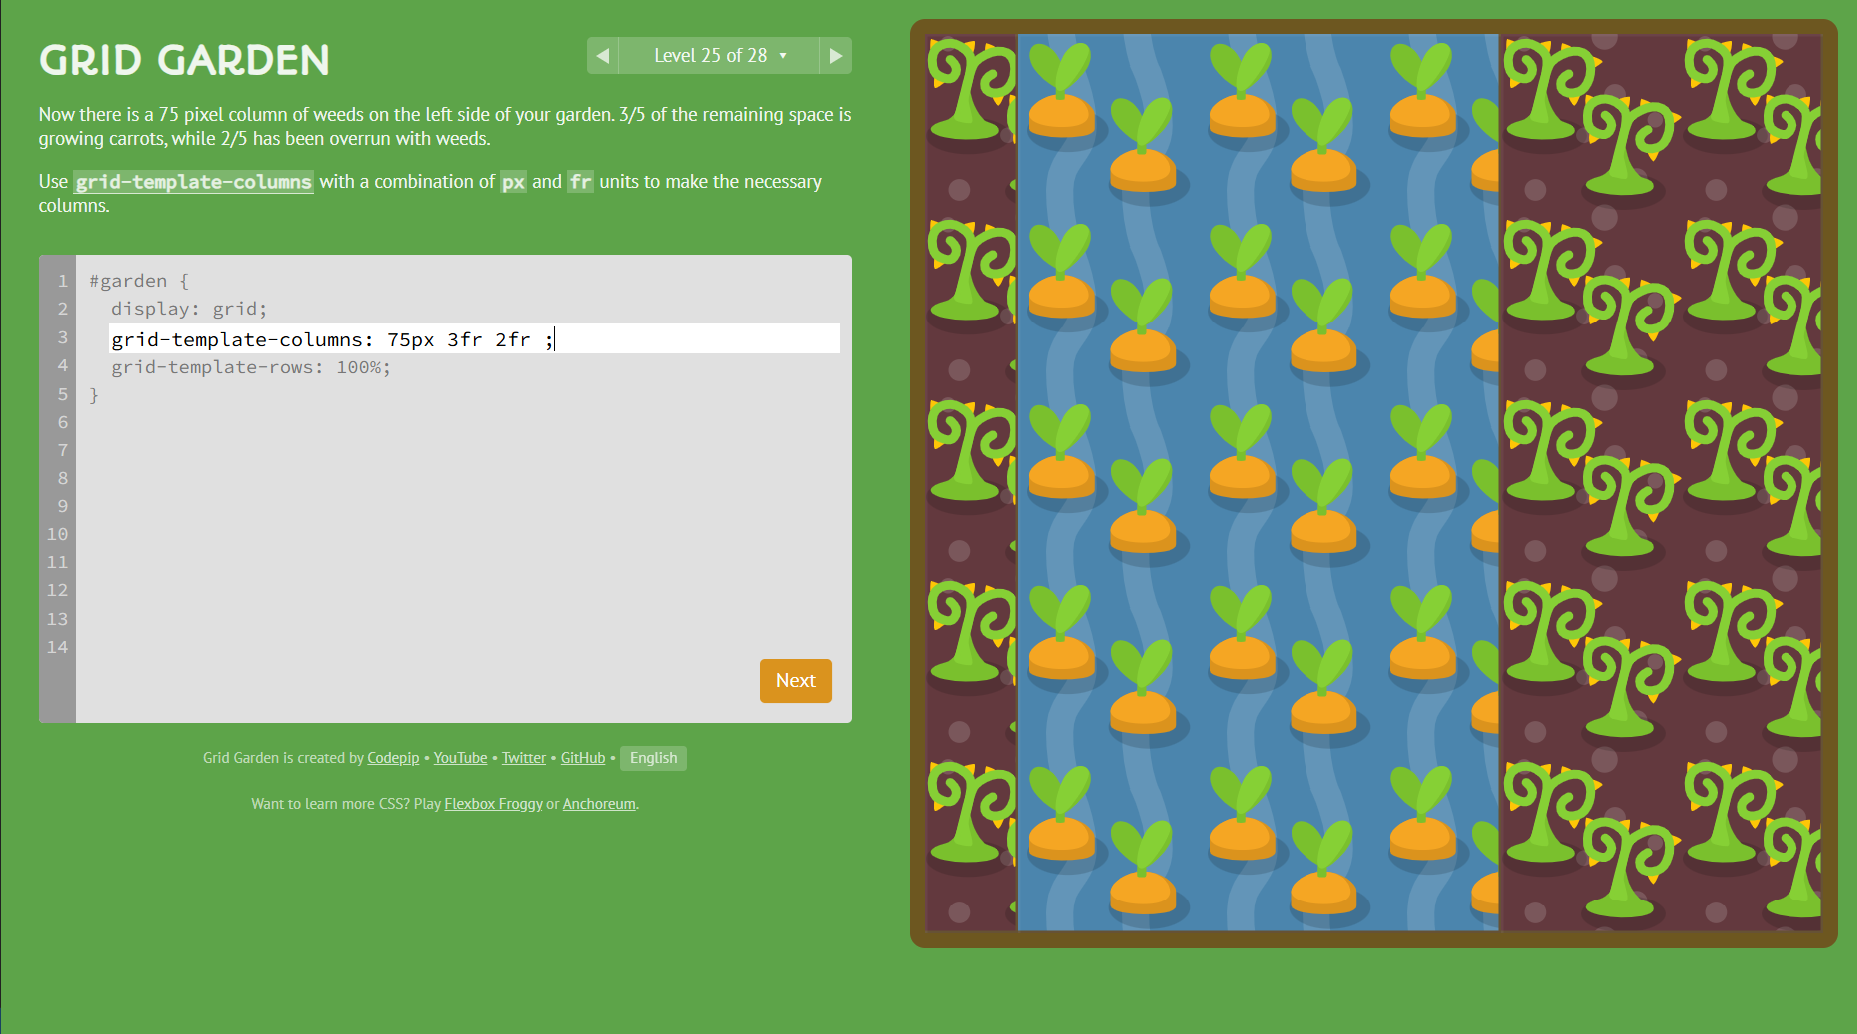 GRID GARDEN
◀ Level 25 of 28 ▾ ▶
Now there is a 75 pixel column of weeds on the left side of your garden. 3/5 of the remaining space is
growing carrots, while 2/5 has been overrun with weeds.
Use grid-template-columns with a combination of px and fr units to make the necessary
columns.
1 #garden {
2 display: grid;
3 grid-template-columns: 75px 3fr 2fr ;
4 grid-template-rows: 100%;
5 }
6
7
8
9
10
11
12
13
14
Next
Grid Garden is created by Codepip • YouTube • Twitter • GitHub • English
Want to learn more CSS? Play Flexbox Froggy or Anchoreum.